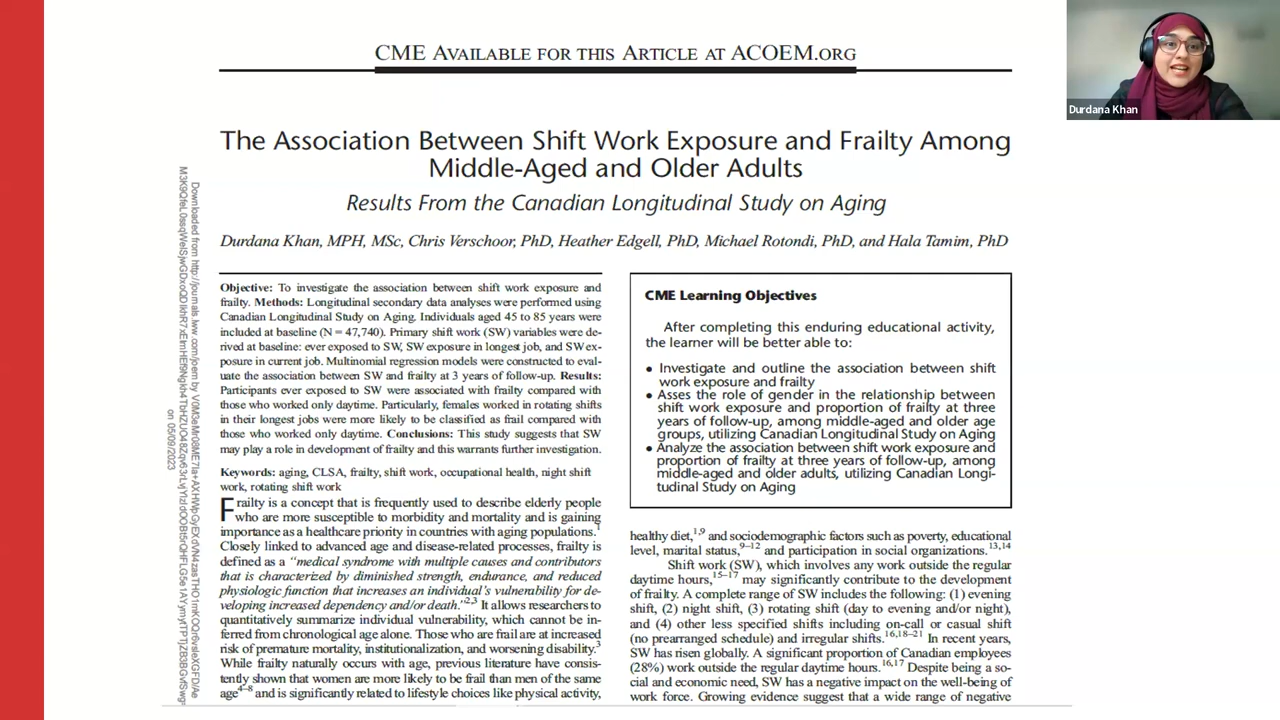 CME AVAILABLE FOR THIS ARTICLE AT ACOEM.ORG
Durdana Khan
The Association Between Shift Work Exposure and Frailty Among
Middle-Aged and Older Adults
Results From the Canadian Longitudinal Study on Aging
Durdana Khan, MPH, MSc, Chris Verschoor, PhD, Heather Edgell, PhD, Michael Rotondi, PhD, and Hala Tamim, PhD
Objective: To investigate the association between shift work exposure and
frailty. Methods: Longitudinal secondary data analyses were performed using
Canadian Longitudinal Study on Aging. Individuals aged 45 to 85 years were
included at baseline (N = 47,740). Primary shift work (SW) variables were de-
rived at baseline: ever exposed to SW, SW exposure in longest job, and SW ex-
posure in current job. Multinomial regression models were constructed to eval-
uate the association between SW and frailty at 3 years of follow-up. Results:
Participants ever exposed to SW were associated with frailty compared with
those who worked only daytime. Particularly, females worked in rotating shifts
in their longest jobs were more likely to be classified as frail compared with
those who worked only daytime. Conclusions: This study suggests that SW
may play a role in development of frailty and this warrants further investigation.
Keywords: aging, CLSA, frailty, shift work, occupational health, night shift
work, rotating shift work
Frailty is a concept that is frequently used to describe elderly people
who are more susceptible to morbidity and mortality and is gaining
importance as a healthcare priority in countries with aging populations.1
Closely linked to advanced age and disease-related processes, frailty is
defined as a “medical syndrome with multiple causes and contributors
that is characterized by diminished strength, endurance, and reduced
physiologic function that increases an individual's vulnerability for de-
veloping increased dependency and/or death.”2,3 It allows researchers to
quantitatively summarize individual vulnerability, which cannot be in-
ferred from chronological age alone. Those who are frail are at increased
risk of premature mortality, institutionalization, and worsening disability.3
While frailty naturally occurs with age, previous literature have consis-
tently shown that women are more likely to be frail than men of the same
age4–8 and is significantly related to lifestyle choices like physical activity,
CME Learning Objectives
After completing this enduring educational activity,
the learner will be better able to:
● Investigate and outline the association between shift
work exposure and frailty
● Asses the role of gender in the relationship between
shift work exposure and proportion of frailty at three
years of follow-up, among middle-aged and older age
groups, utilizing Canadian Longitudinal Study on Aging
● Analyze the association between shift work exposure and
proportion of frailty at three years of follow-up, among
middle-aged and older adults, utilizing Canadian Longi-
tudinal Study on Aging
healthy diet,1,9 and sociodemographic factors such as poverty, educational
level, marital status,9–12 and participation in social organizations.13,14
Shift work (SW), which involves any work outside the regular
daytime hours,15–17 may significantly contribute to the development
of frailty. A complete range of SW includes the following: (1) evening
shift, (2) night shift, (3) rotating shift (day to evening and/or night),
and (4) other less specified shifts including on-call or casual shift
(no prearranged schedule) and irregular shifts.16,18–21 In recent years,
SW has risen globally. A significant proportion of Canadian employees
(28%) work outside the regular daytime hours.16,17 Despite being a so-
cial and economic need, SW has a negative impact on the well-being of
work force. Growing evidence suggest that a wide range of negative
Downloaded from http://journals.lww.com/joem by
on 05/09/2023